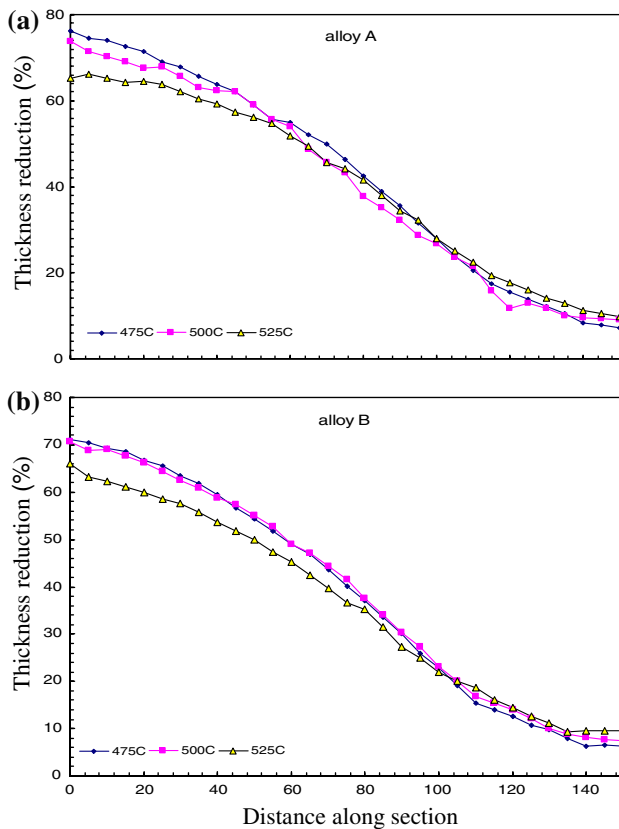 (a)
alloy A
Thickness reduction (%)
80
60
40
20
0
475C 500C 525C
(b)
alloy B
Thickness reduction (%)
80
70
60
50
40
30
20
10
0
475C 500C 525C
0 20 40 60 80 100 120 140
Distance along section